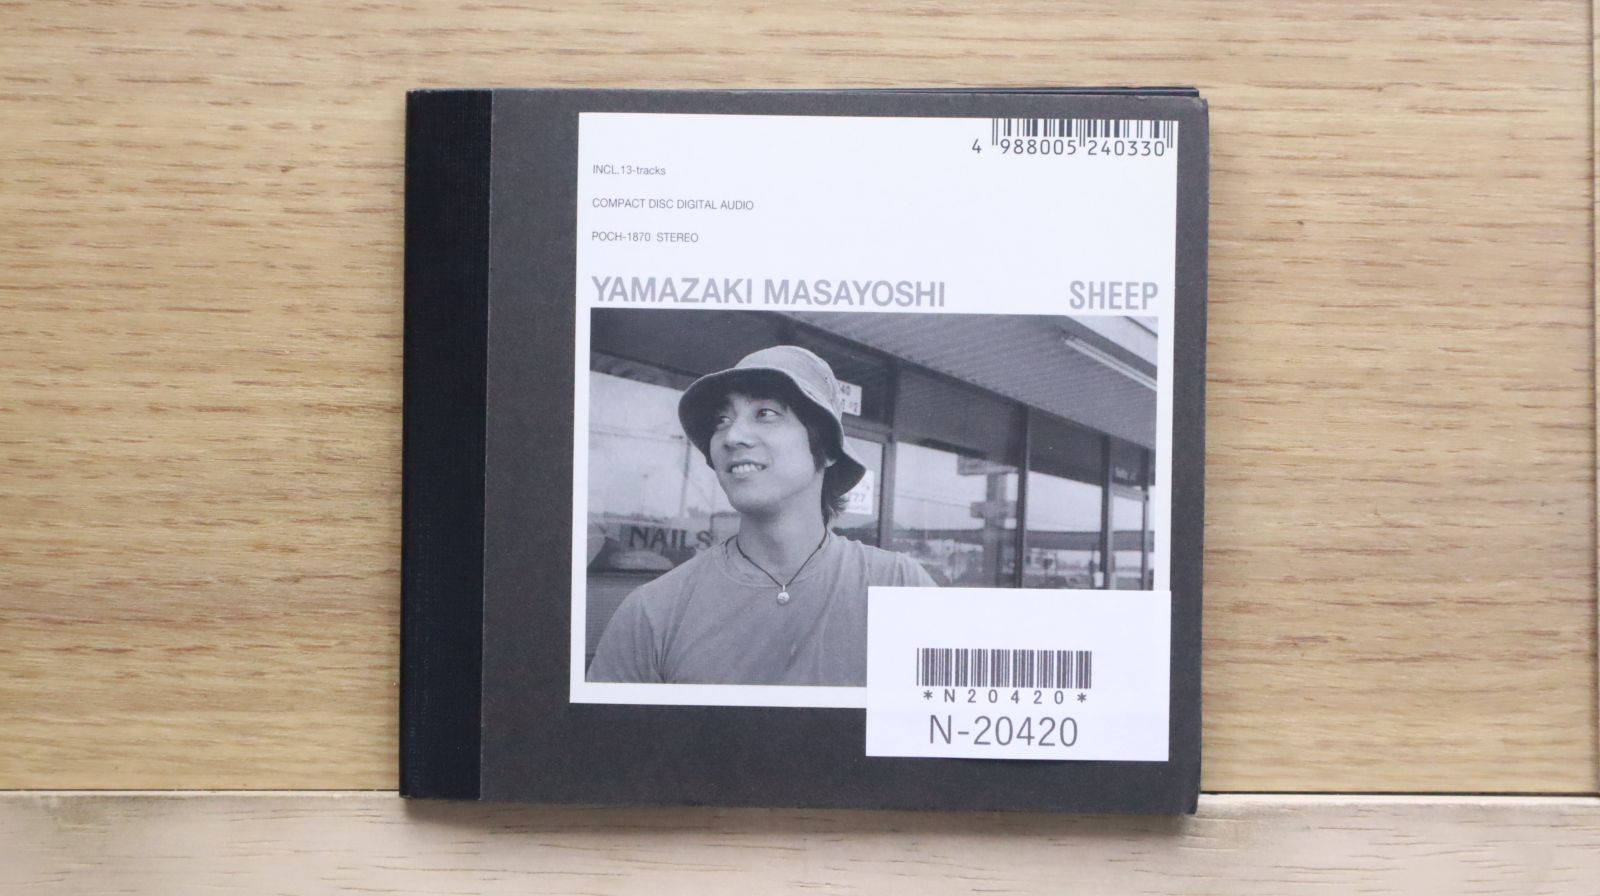 4 988005 240330
INCL.13-tracks
COMPACT DISC DIGITAL AUDIO
POCH-1870 STEREO
YAMAZAKI MASAYOSHI SHEEP
NAILS
*N20420*
N-20420